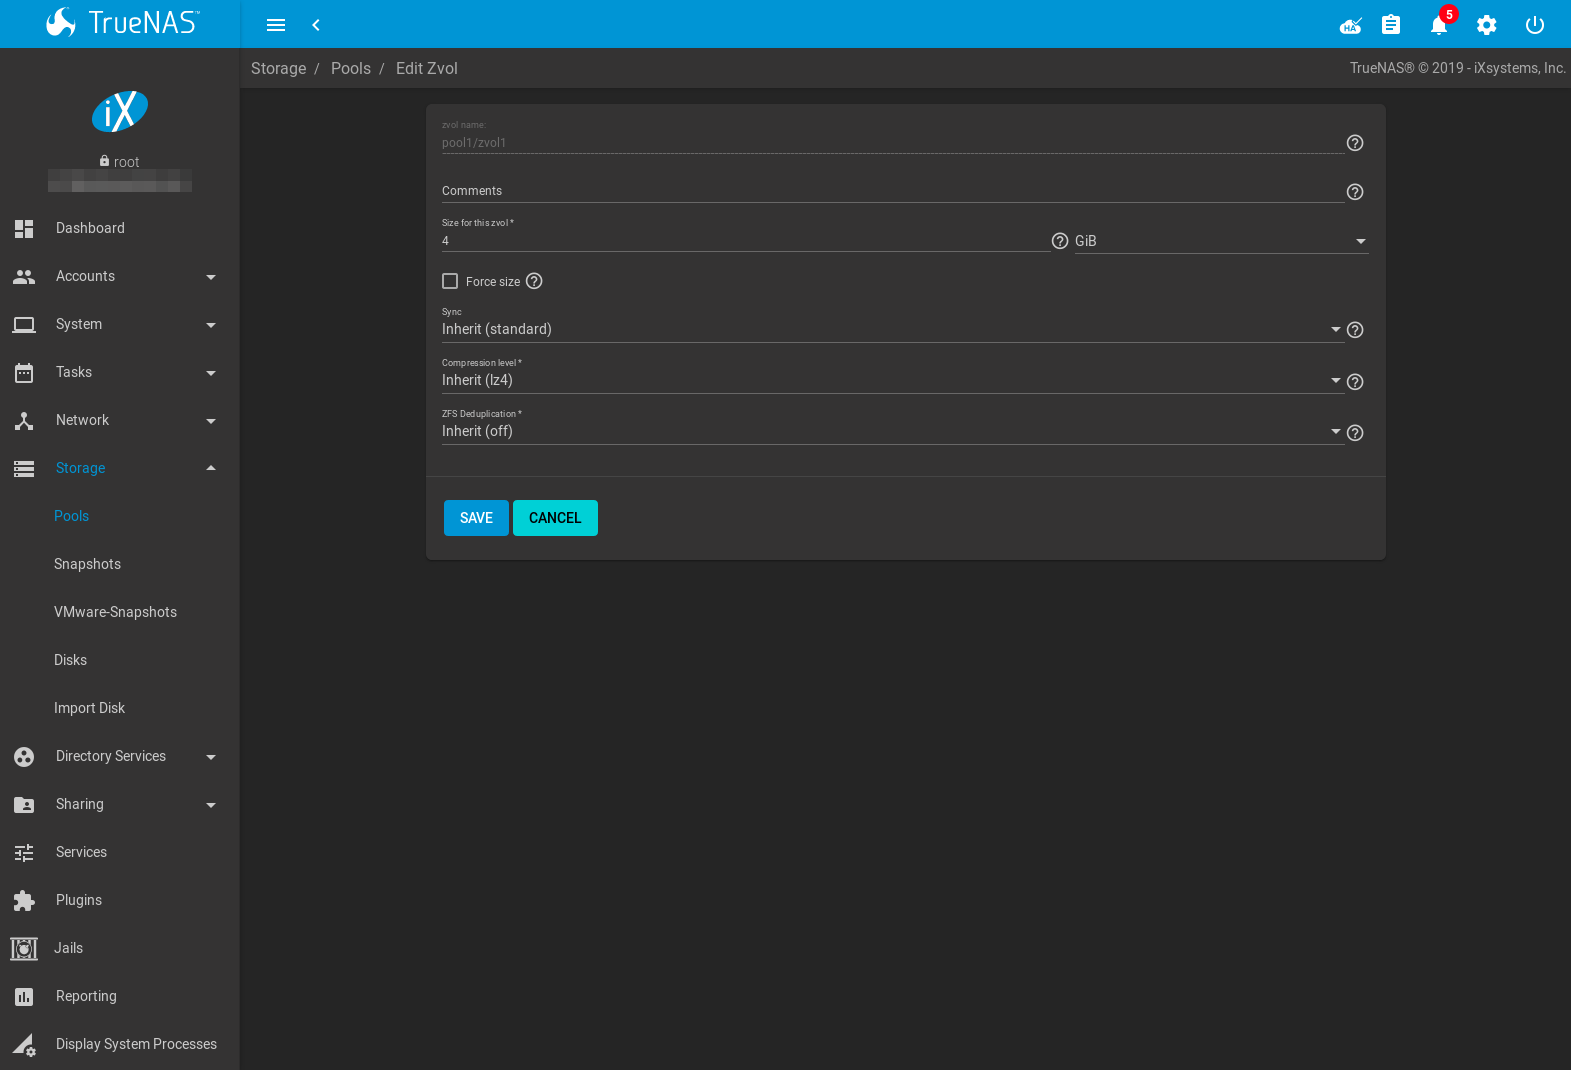 TrueNAS™
5
HA
Storage / Pools / Edit Zvol
TrueNAS® © 2019 - iXsystems, Inc.
iX
root
Dashboard
Accounts
System
Tasks
Network
Storage
Pools
Snapshots
VMware-Snapshots
Disks
Import Disk
Directory Services
Sharing
Services
Plugins
Jails
Reporting
Display System Processes
zvol name:
pool1/zvol1
Comments
Size for this zvol *
4
GiB
Force size
Sync
Inherit (standard)
Compression level *
Inherit (lz4)
ZFS Deduplication *
Inherit (off)
SAVE
CANCEL